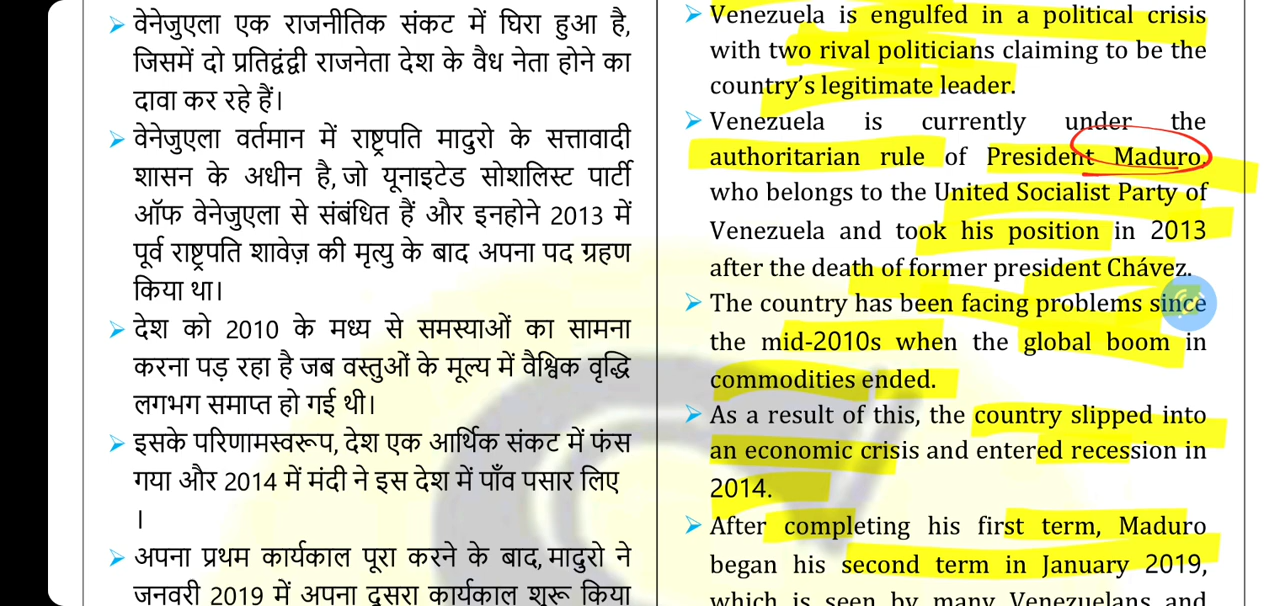 वेनेजुएला एक राजनीतिक संकट में घिरा हुआ है,
जिसमें दो प्रतिद्वंद्वी राजनेता देश के वैध नेता होने का
दावा कर रहे हैं।
वेनेजुएला वर्तमान में राष्ट्रपति मादुरो के सत्तावादी
शासन के अधीन है, जो यूनाइटेड सोशलिस्ट पार्टी
ऑफ वेनेजुएला से संबंधित हैं और इनहोने 2013 में
पूर्व राष्ट्रपति शावेज़ की मृत्यु के बाद अपना पद ग्रहण
किया था।
देश को 2010 के मध्य से समस्याओं का सामना
करना पड़ रहा है जब वस्तुओं के मूल्य में वैश्विक वृद्धि
लगभग समाप्त हो गई थी।
इसके परिणामस्वरूप, देश एक आर्थिक संकट में फंस
गया और 2014 में मंदी ने इस देश में पाँव पसार लिए
।
अपना प्रथम कार्यकाल पूरा करने के बाद, मादुरो ने
जनवरी 2019 में अपना दूसरा कार्यकाल शुरू किया
Venezuela is engulfed in a political crisis
with two rival politicians claiming to be the
country's legitimate leader.
Venezuela is currently under the
authoritarian rule of President Maduro,
who belongs to the United Socialist Party of
Venezuela and took his position in 2013
after the death of former president Chávez.
The country has been facing problems since
the mid-2010s when the global boom in
commodities ended.
As a result of this, the country slipped into
an economic crisis and entered recession in
2014.
After completing his first term, Maduro
began his second term in January 2019,
which is seen by many Venezuelans and